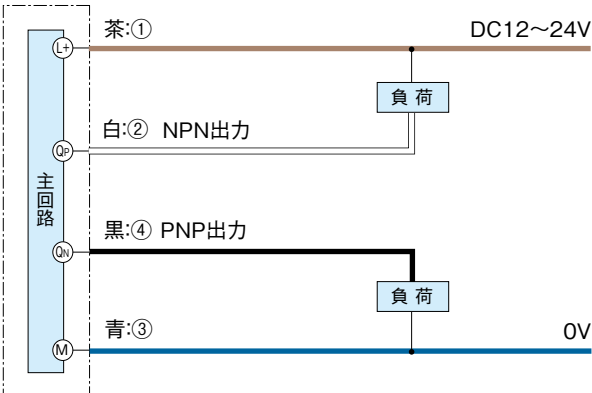 茶:① DC12〜24V
L+
負 荷
白:② NPN出力
QP
主回路
黒:④ PNP出力
QN
負 荷
青:③ 0V
M